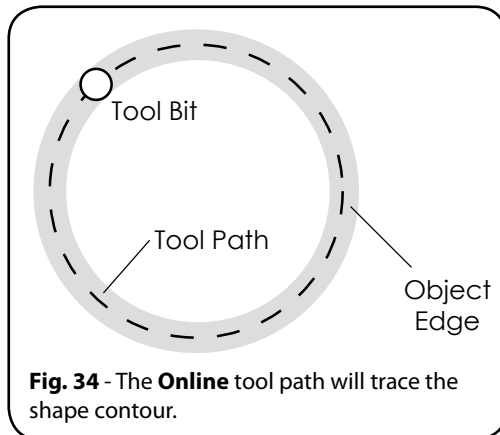 Tool Bit
Tool Path
Object
Edge
Fig. 34 - The Online tool path will trace the
shape contour.